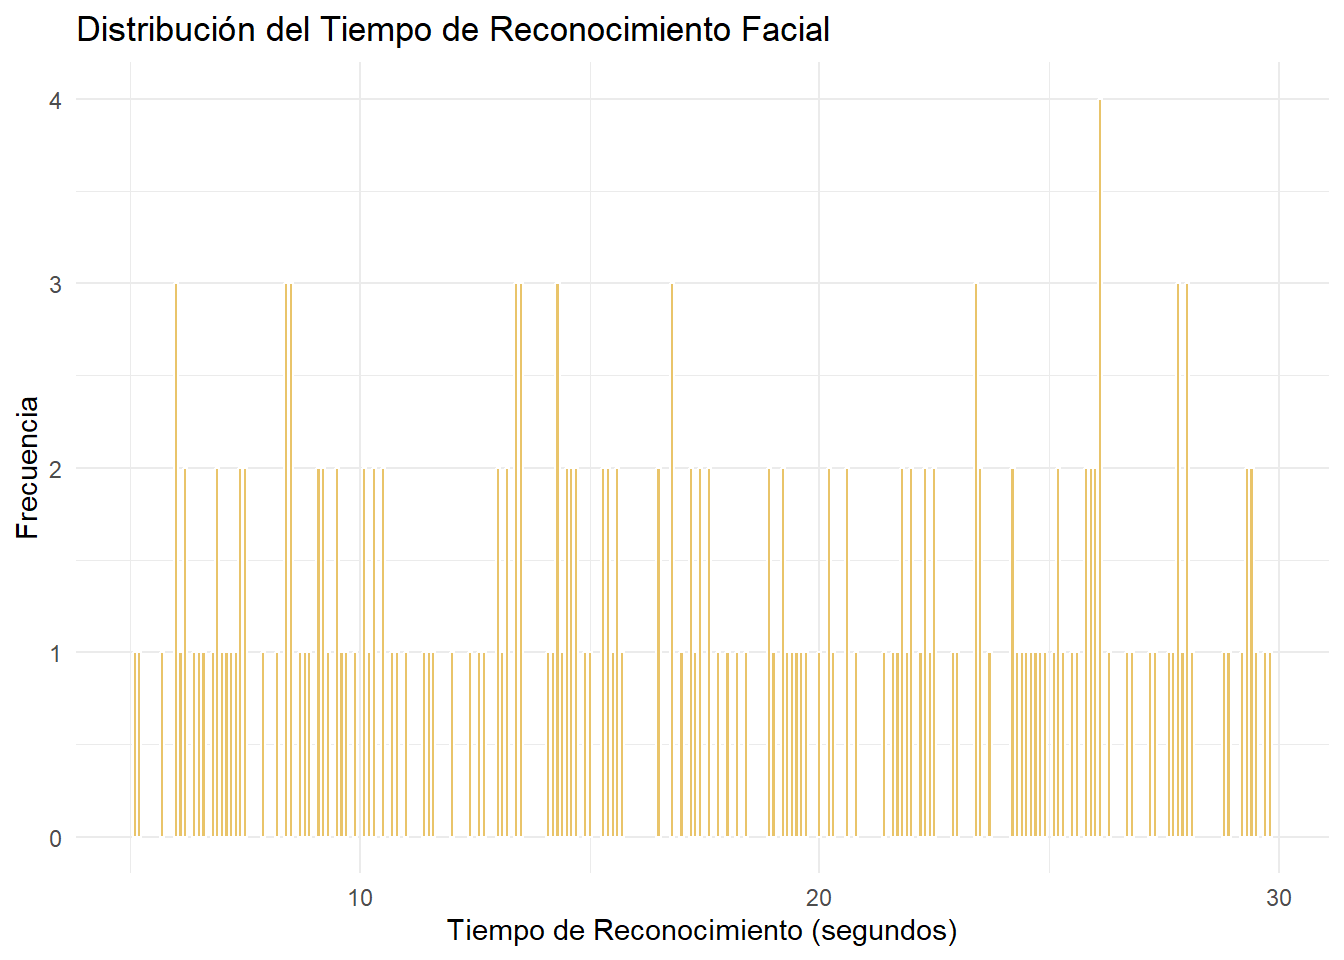 Distribución del Tiempo de Reconocimiento Facial
4
3
2
1
0
Frecuencia
10 20 30
Tiempo de Reconocimiento (segundos)